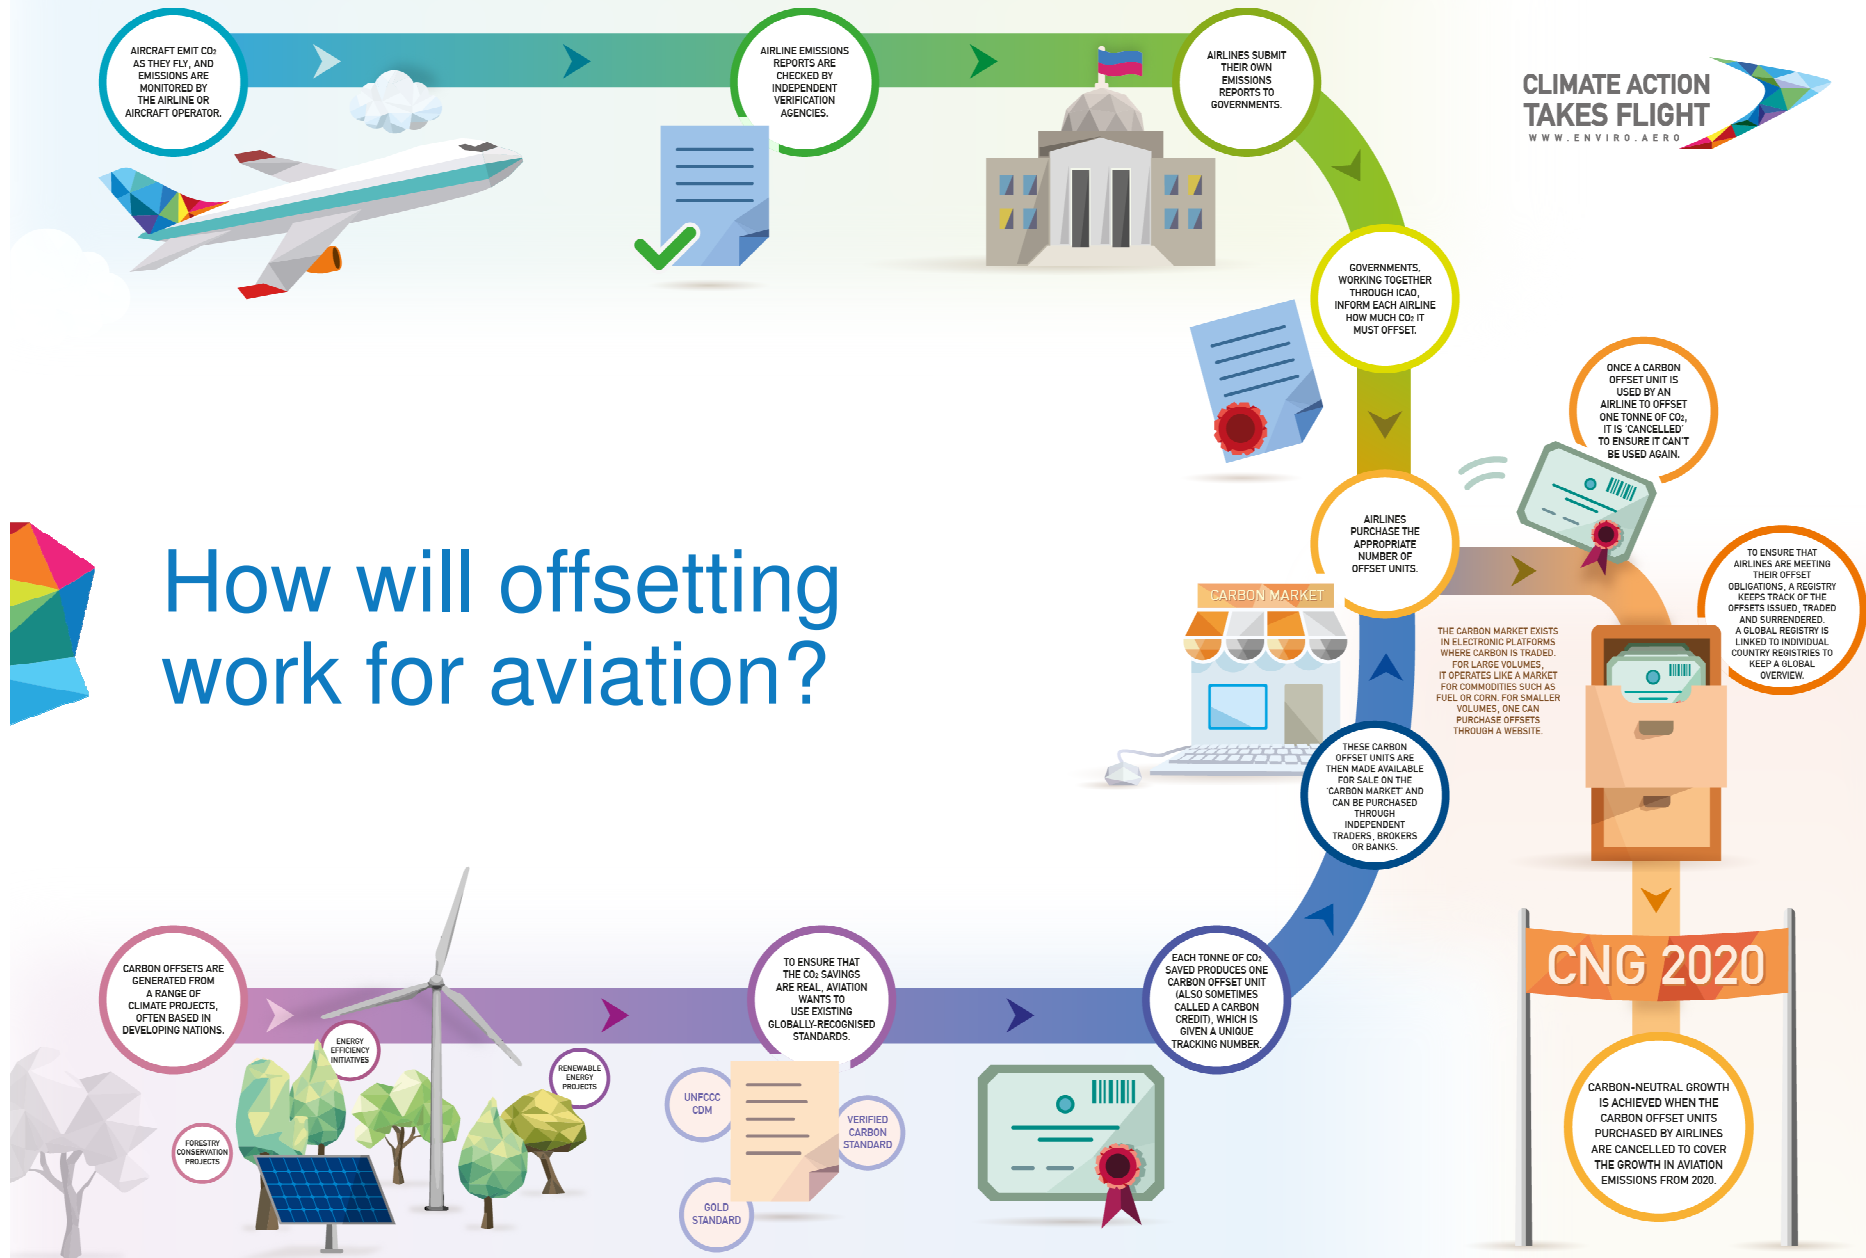 AIRCRAFT EMIT CO₂
AS THEY FLY, AND
EMISSIONS ARE
MONITORED BY
THE AIRLINE OR
AIRCRAFT OPERATOR.
AIRLINE EMISSIONS
REPORTS ARE
CHECKED BY
INDEPENDENT
VERIFICATION
AGENCIES.
AIRLINES SUBMIT
THEIR OWN
EMISSIONS
REPORTS TO
GOVERNMENTS.
CLIMATE ACTION
TAKES FLIGHT
WWW.ENVIRO.AERO
GOVERNMENTS,
WORKING TOGETHER
THROUGH ICAO,
INFORM EACH AIRLINE
HOW MUCH CO₂ IT
MUST OFFSET.
ONCE A CARBON
OFFSET UNIT IS
USED BY AN
AIRLINE TO OFFSET
ONE TONNE OF CO₂,
IT IS 'CANCELLED'
TO ENSURE IT CAN'T
BE USED AGAIN.
AIRLINES
PURCHASE THE
APPROPRIATE
NUMBER OF
OFFSET UNITS.
TO ENSURE THAT
AIRLINES ARE MEETING
THEIR OFFSET
OBLIGATIONS, A REGISTRY
KEEPS TRACK OF THE
OFFSETS ISSUED, TRADED
AND SURRENDERED.
A GLOBAL REGISTRY IS
LINKED TO INDIVIDUAL
COUNTRY REGISTRIES TO
KEEP A GLOBAL
OVERVIEW.
How will offsetting
work for aviation?
CARBON MARKET
THE CARBON MARKET EXISTS
IN ELECTRONIC PLATFORMS
WHERE CARBON IS TRADED.
FOR LARGE VOLUMES,
IT OPERATES LIKE A MARKET
FOR COMMODITIES SUCH AS
FUEL OR CORN. FOR SMALLER
VOLUMES, ONE CAN
PURCHASE OFFSETS
THROUGH A WEBSITE.
THESE CARBON
OFFSET UNITS ARE
THEN MADE AVAILABLE
FOR SALE ON THE
'CARBON MARKET' AND
CAN BE PURCHASED
THROUGH
INDEPENDENT
TRADERS, BROKERS
OR BANKS.
CARBON OFFSETS ARE
GENERATED FROM
A RANGE OF
CLIMATE PROJECTS,
OFTEN BASED IN
DEVELOPING NATIONS.
ENERGY
EFFICIENCY
INITIATIVES
RENEWABLE
ENERGY
PROJECTS
FORESTRY
CONSERVATION
PROJECTS
TO ENSURE THAT
THE CO₂ SAVINGS
ARE REAL, AVIATION
WANTS TO
USE EXISTING
GLOBALLY-RECOGNISED
STANDARDS.
UNFCCC
CDM
VERIFIED
CARBON
STANDARD
GOLD
STANDARD
EACH TONNE OF CO₂
SAVED PRODUCES ONE
CARBON OFFSET UNIT
(ALSO SOMETIMES
CALLED A CARBON
CREDIT), WHICH IS
GIVEN A UNIQUE
TRACKING NUMBER.
CNG 2020
CARBON-NEUTRAL GROWTH
IS ACHIEVED WHEN THE
CARBON OFFSET UNITS
PURCHASED BY AIRLINES
ARE CANCELLED TO COVER
THE GROWTH IN AVIATION
EMISSIONS FROM 2020.